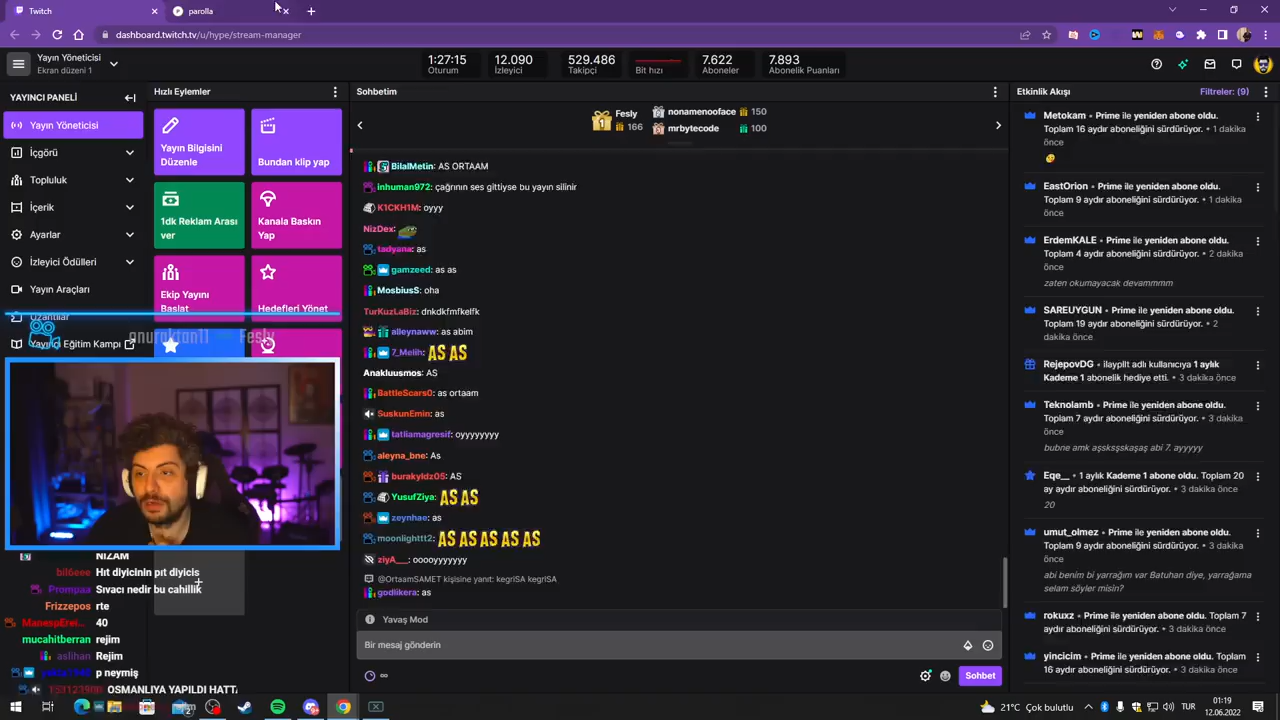 Twitch
parolla
dashboard.twitch.tv/u/hype/stream-manager
Yayın Yöneticisi
Ekran düzeni 1
1:27:15
Oturum
12.090
İzleyici
529.486
Takipçi
Bit hızı
7.622
Aboneler
7.893
Abonelik Puanları
YAYINCI PANELİ
Yayın Yöneticisi
İçgörü
Topluluk
İçerik
Ayarlar
İzleyici Ödülleri
Yayın Araçları
Uzantılar
Yayıncı Eğitim Kampı
Hızlı Eylemler
Yayın Bilgisini
Düzenle
Bundan klip yap
1dk Reklam Arası
ver
Kanala Baskın
Yap
Ekip Yayını
Başlat
Hedefleri Yönet
anuraktan11
Fesly
NIZAM
bil6eee Hıt diyicinin pıt diyicis
Prompaa Sıvacı nedir bu cahillik
Frizzepos rte
40
mucahitberran rejim
aslihan Rejim
p neymiş
153123900 OSMANLIYA YAPILDI HATTA
Sohbetim
Fesly
166
nonamenooface 150
mrbytecode 100
BilalMetin: AS ORTAAM
inhuman972: çağrının ses gittiyse bu yayın silinir
K1CKH1M: oyyy
NizDex:
tadyana: as
gamzeed: as as
MosbiusS: oha
TurKuzLaBiz: dnkdkfmfkelfk
alleynaww: as abim
7_Melih: AS AS
Anakluusmos: AS
BattleScars0: as ortaam
SuskunEmin: as
tatliamagresif: oyyyyyyyy
aleyna_bne: As
burakyldz05: AS
YusufZiya: AS AS
zeynhae: as
moonlighttt2: AS AS AS AS AS
ziyA___: ooooyyyyyyy
@OrtaamSAMET kişisine yanıt: kegriSA kegriSA
godlikera: as
Yavaş Mod
Bir mesaj gönderin
∞
Sohbet
Etkinlik Akışı
Filtreler: (9)
Metokam • Prime ile yeniden abone oldu.
Toplam 16 aydır aboneliğini sürdürüyor. • 1 dakika
önce
EastOrion • Prime ile yeniden abone oldu.
Toplam 9 aydır aboneliğini sürdürüyor. • 1 dakika
önce
ErdemKALE • Prime ile yeniden abone oldu.
Toplam 4 aydır aboneliğini sürdürüyor. • 2 dakika
önce
zaten okumayacak devammmm
SAREUYGUN • Prime ile yeniden abone oldu.
Toplam 19 aydır aboneliğini sürdürüyor. • 2
dakika önce
RejepovDG • ilayplit adlı kullanıcıya 1 aylık
Kademe 1 abonelik hediye etti. • 3 dakika önce
Teknolamb • Prime ile yeniden abone oldu.
Toplam 7 aydır aboneliğini sürdürüyor. • 3 dakika
önce
bubne amk aşskşskaşaş abi 7. ayyyyy
Eqe__ • 1 aylık Kademe 1 abone oldu. Toplam 20
ay aydır aboneliğini sürdürüyor. • 3 dakika önce
20
umut_olmez • Prime ile yeniden abone oldu.
Toplam 9 aydır aboneliğini sürdürüyor. • 3 dakika
önce
abi benim bi yarrağım var Batuhan diye, yarrağama
selam söyler misin?
rokuxz • Prime ile yeniden abone oldu. Toplam 7
aydır aboneliğini sürdürüyor. • 3 dakika önce
yincicim • Prime ile yeniden abone oldu. Toplam
16 aydır aboneliğini sürdürüyor. • 3 dakika önce
21°C Çok bulutlu
TUR
01:19
12.06.2022